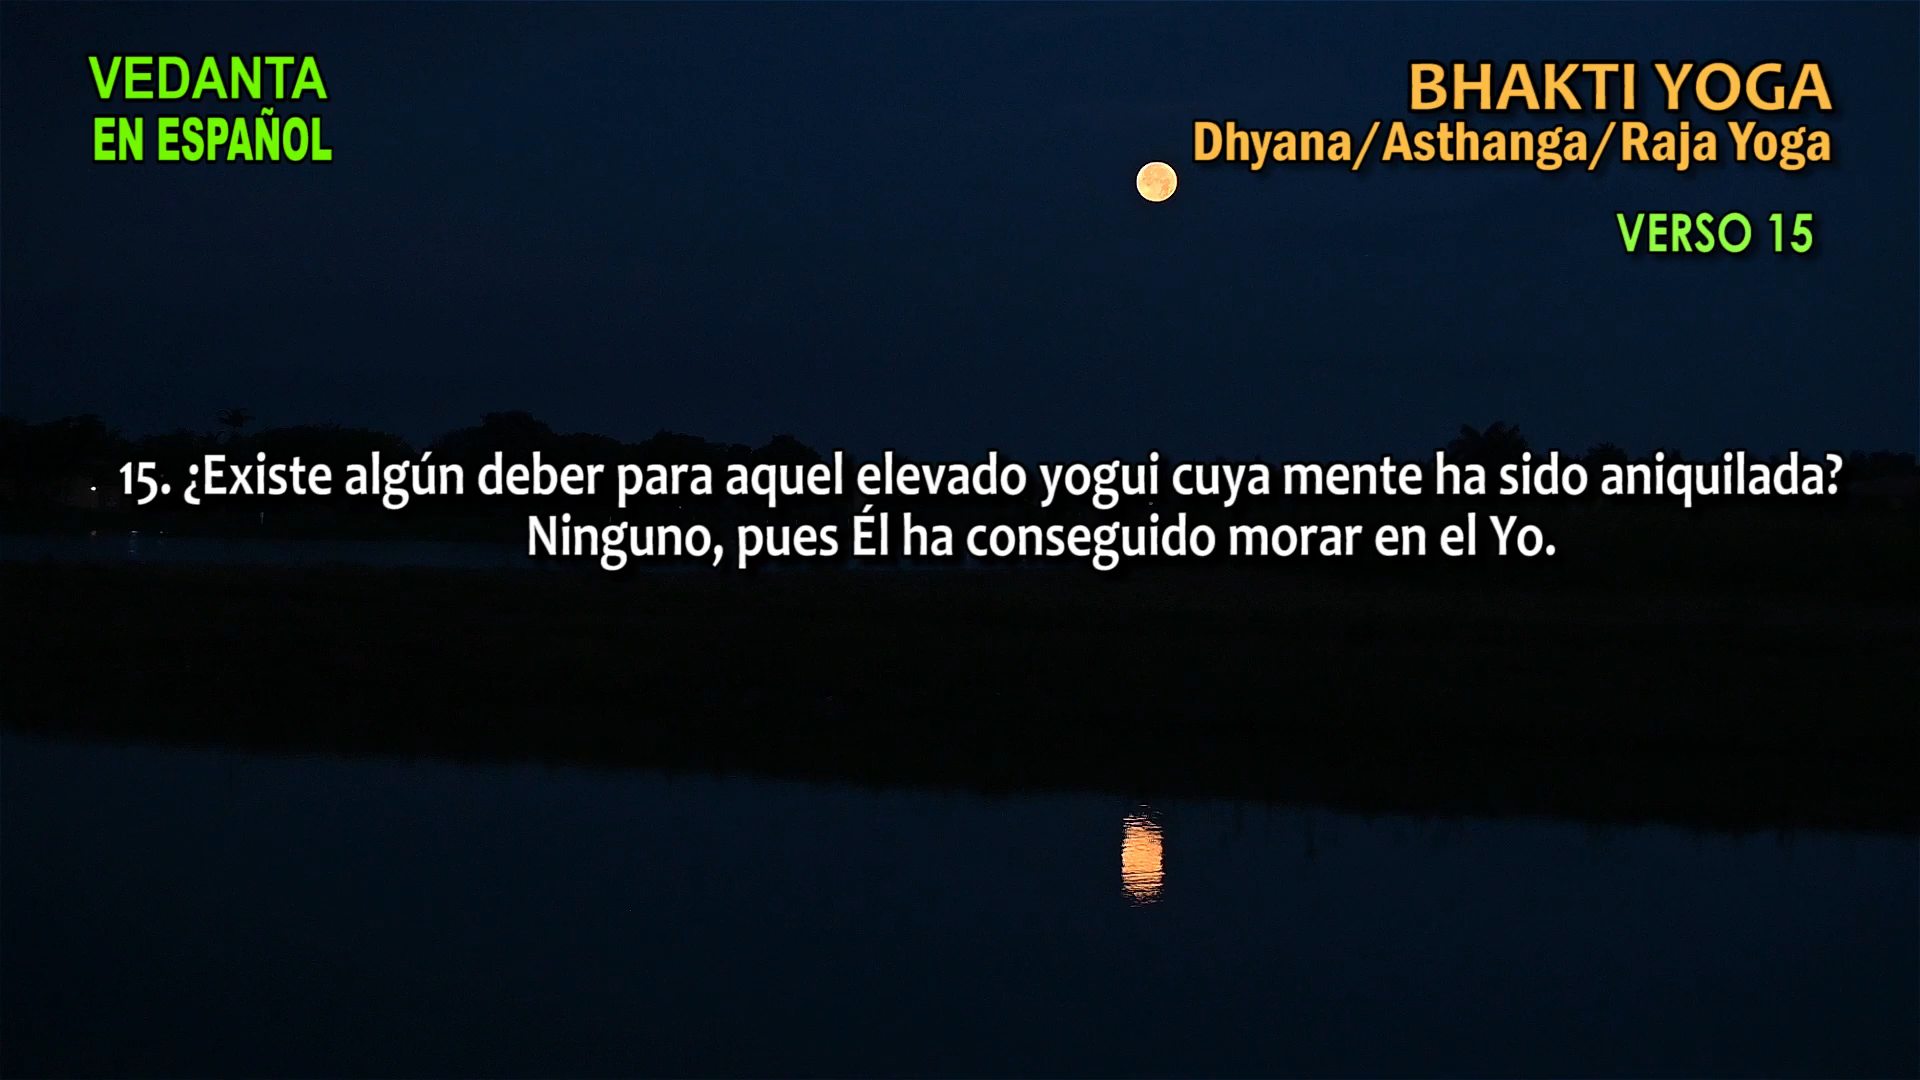 VEDANTA
EN ESPAÑOL
BHAKTI YOGA
Dhyana/Asthanga/Raja Yoga
VERSO 15
15. ¿Existe algún deber para aquel elevado yogui cuya mente ha sido aniquilada?
Ninguno, pues Él ha conseguido morar en el Yo.